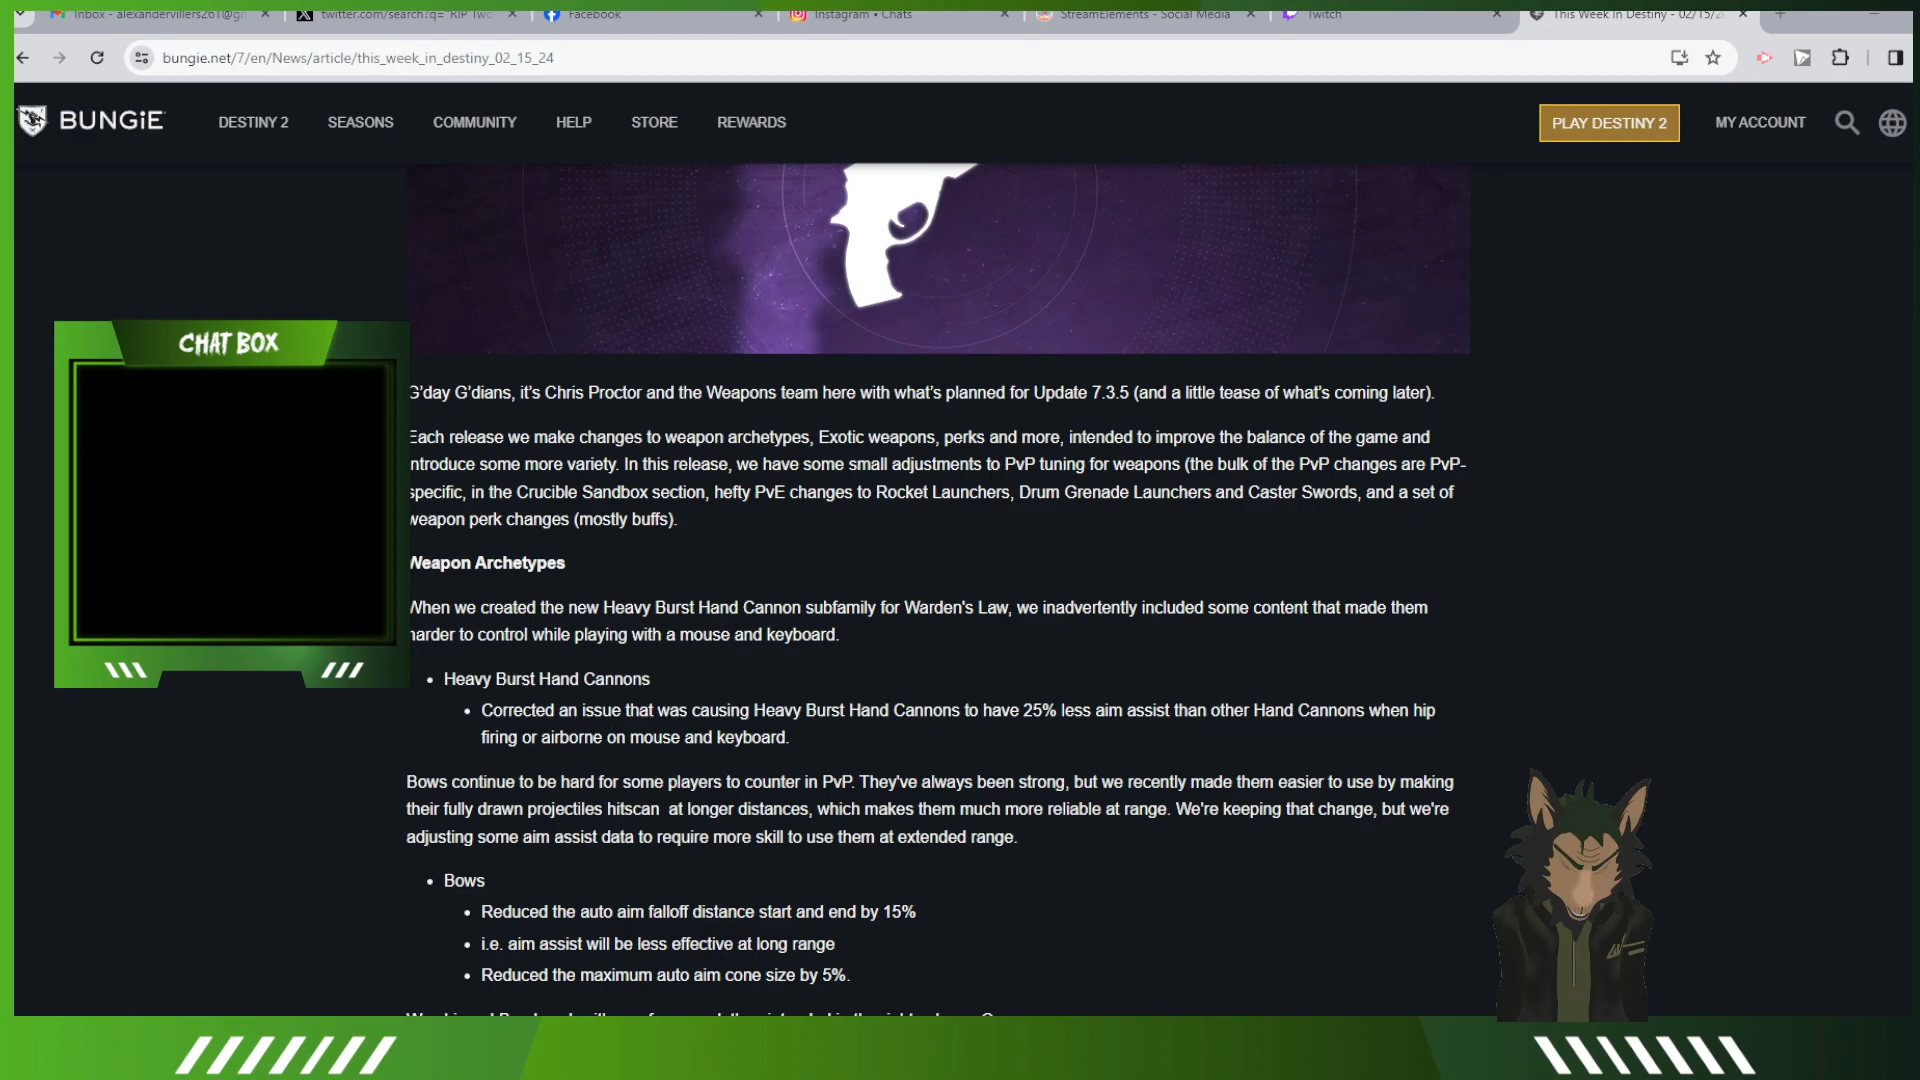 Inbox - alexandervillers261@g
twitter.com/search?q="RIP Two
Facebook
Instagram • Chats
StreamElements - Social Media
Twitch
This Week In Destiny - 02/15/2
bungie.net/7/en/News/article/this_week_in_destiny_02_15_24
BUNGiE
DESTINY 2
SEASONS
COMMUNITY
HELP
STORE
REWARDS
PLAY DESTINY 2
MY ACCOUNT
CHAT BOX
G’day G’dians, it’s Chris Proctor and the Weapons team here with what’s planned for Update 7.3.5 (and a little tease of what’s coming later).
Each release we make changes to weapon archetypes, Exotic weapons, perks and more, intended to improve the balance of the game and
introduce some more variety. In this release, we have some small adjustments to PvP tuning for weapons (the bulk of the PvP changes are PvP-
specific, in the Crucible Sandbox section, hefty PvE changes to Rocket Launchers, Drum Grenade Launchers and Caster Swords, and a set of
weapon perk changes (mostly buffs).
Weapon Archetypes
When we created the new Heavy Burst Hand Cannon subfamily for Warden's Law, we inadvertently included some content that made them
harder to control while playing with a mouse and keyboard.
• Heavy Burst Hand Cannons
• Corrected an issue that was causing Heavy Burst Hand Cannons to have 25% less aim assist than other Hand Cannons when hip
firing or airborne on mouse and keyboard.
Bows continue to be hard for some players to counter in PvP. They've always been strong, but we recently made them easier to use by making
their fully drawn projectiles hitscan at longer distances, which makes them much more reliable at range. We're keeping that change, but we're
adjusting some aim assist data to require more skill to use them at extended range.
• Bows
• Reduced the auto aim falloff distance start and end by 15%
• i.e. aim assist will be less effective at long range
• Reduced the maximum auto aim cone size by 5%.